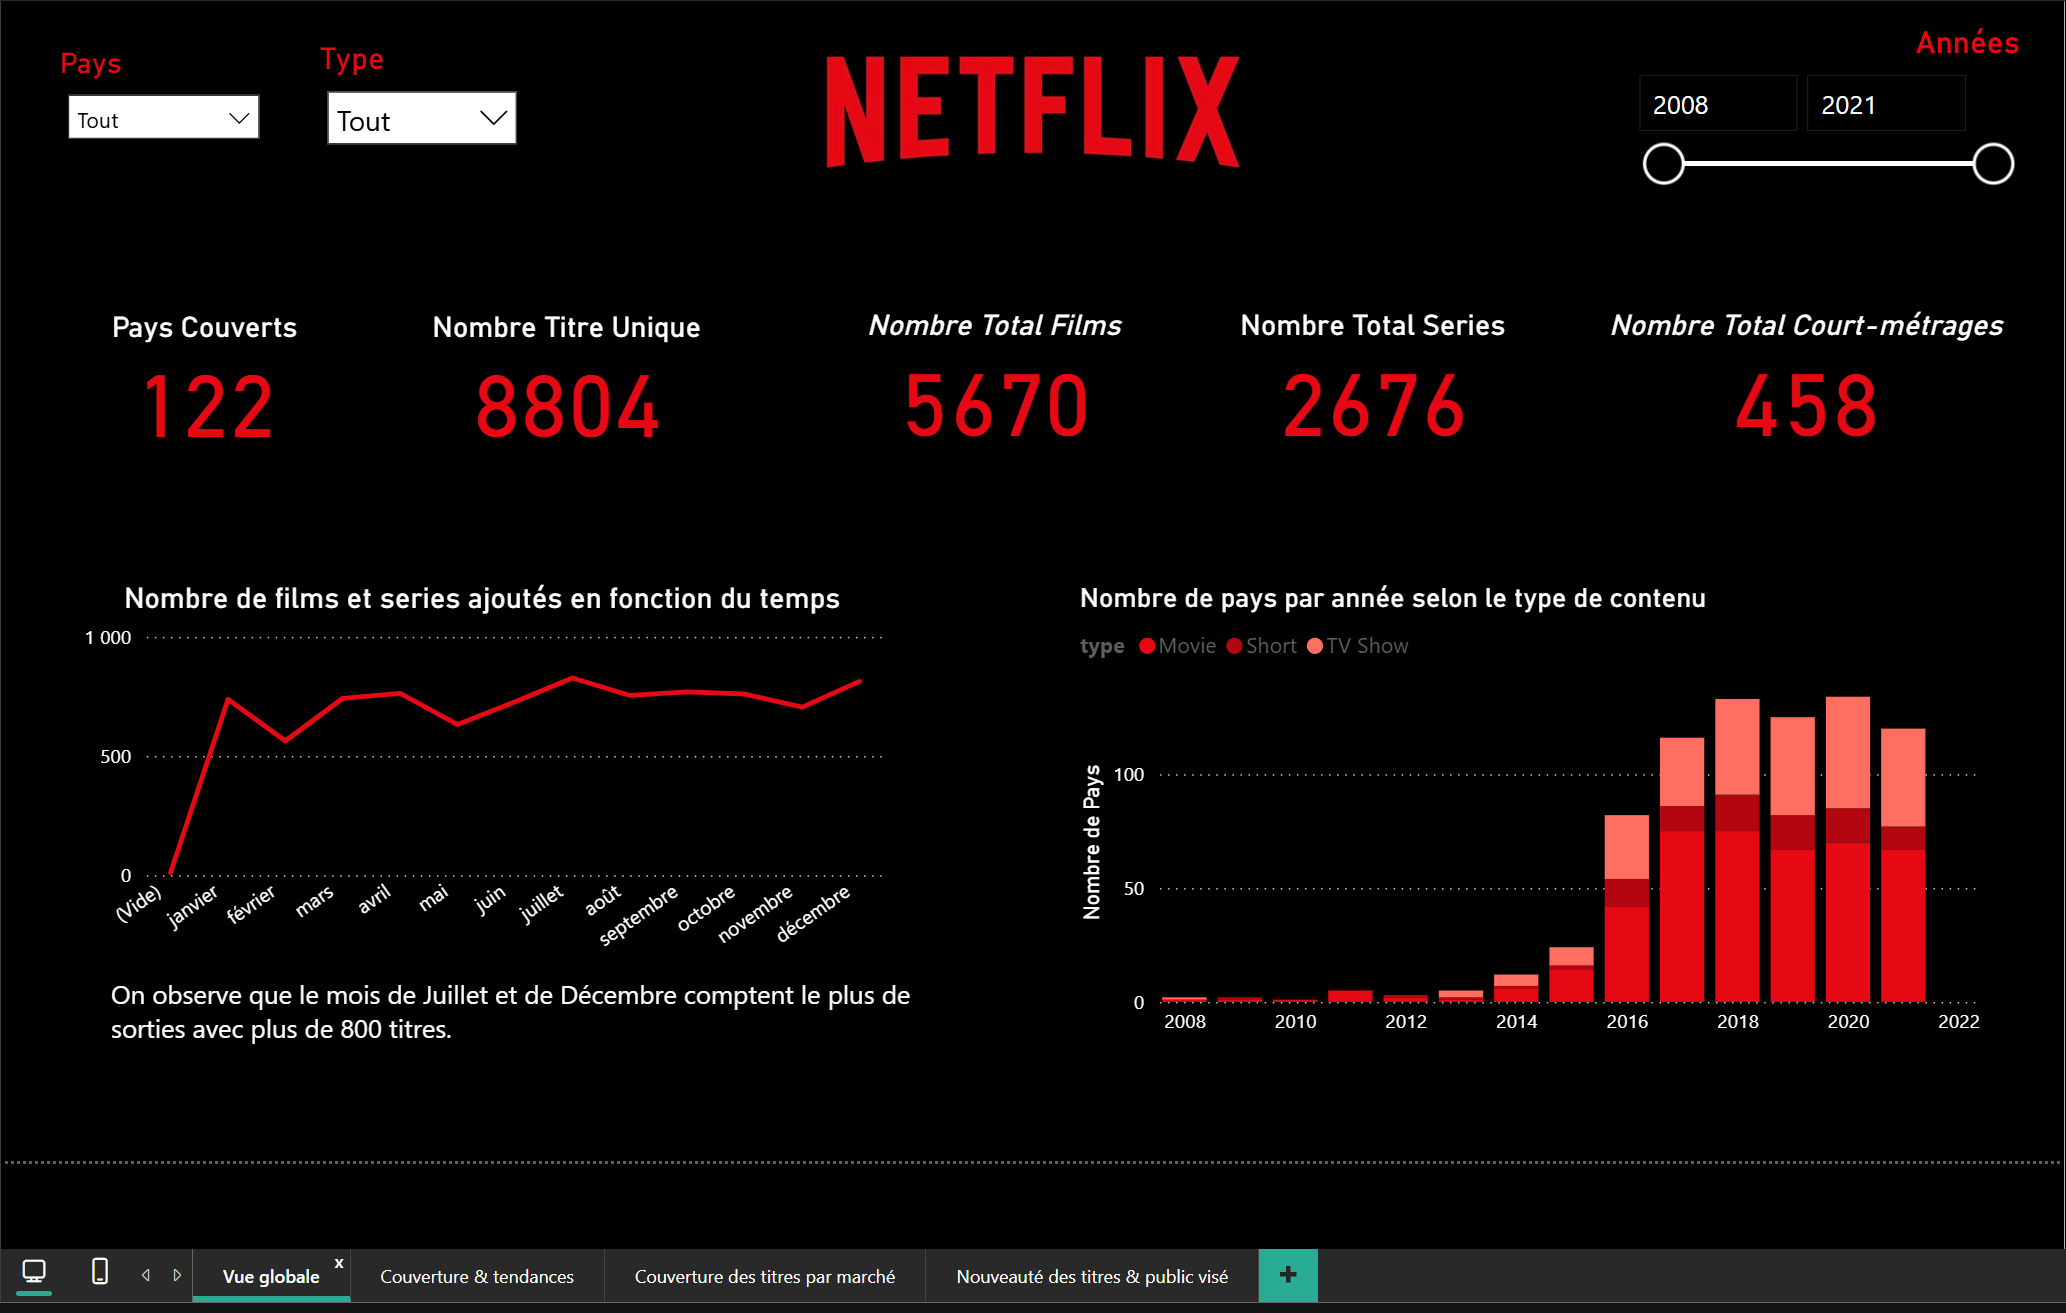 Pays
Type
Années
Tout
Tout
NETFLIX
2008
2021
Pays Couverts
122
Nombre Titre Unique
8804
Nombre Total Films
5670
Nombre Total Series
2676
Nombre Total Court-métrages
458
Nombre de films et series ajoutés en fonction du temps
1 000
500
0
(Vide)
janvier
février
mars
avril
mai
juin
juillet
août
septembre
octobre
novembre
décembre
On observe que le mois de Juillet et de Décembre comptent le plus de
sorties avec plus de 800 titres.
Nombre de pays par année selon le type de contenu
type Movie Short TV Show
Nombre de Pays
100
50
0
2008 2010 2012 2014 2016 2018 2020 2022
Vue globale x
Couverture & tendances
Couverture des titres par marché
Nouveauté des titres & public visé
+